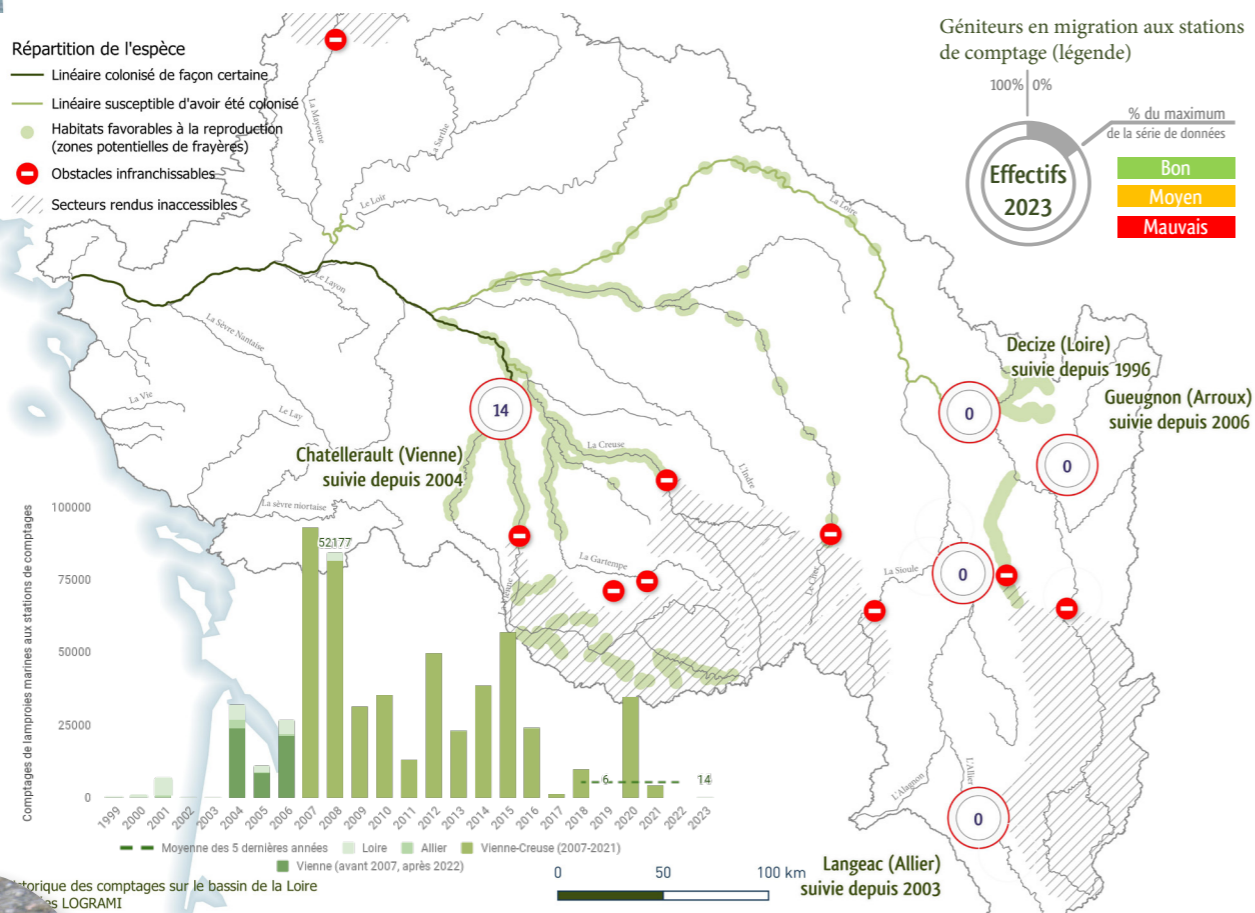 Répartition de l'espèce
Linéaire colonisé de façon certaine
Linéaire susceptible d'avoir été colonisé
Habitats favorables à la reproduction
(zones potentielles de frayères)
Obstacles infranchissables
Secteurs rendus inaccessibles
Géniteurs en migration aux stations
de comptage (légende)
100% 0%
% du maximum
de la série de données
Effectifs
2023
Bon
Moyen
Mauvais
La Mayenne
La Sarthe
Le Loir
La Loire
Le Layon
La Sèvre Nantaise
La Vie
Le Lay
La sèvre niortaise
La Creuse
L'Indre
La Gartempe
La Vienne
Le Cher
La Sioule
L'Alagnon
L'Allier
Decize (Loire)
suivie depuis 1996
0
Gueugnon (Arroux)
suivie depuis 2006
0
14
Chatellerault (Vienne)
suivie depuis 2004
0
0
Langeac (Allier)
suivie depuis 2003
Comptages de lamproies marines aux stations de comptages
100000
75000
50000
25000
0
52177
6
14
1999 2000 2001 2002 2003 2004 2005 2006 2007 2008 2009 2010 2011 2012 2013 2014 2015 2016 2017 2018 2019 2020 2021 2022 2023
Moyenne des 5 dernières années Loire Allier Vienne-Creuse (2007-2021)
Vienne (avant 2007, après 2022)
0 50 100 km
torique des comptages sur le bassin de la Loire
es LOGRAMI